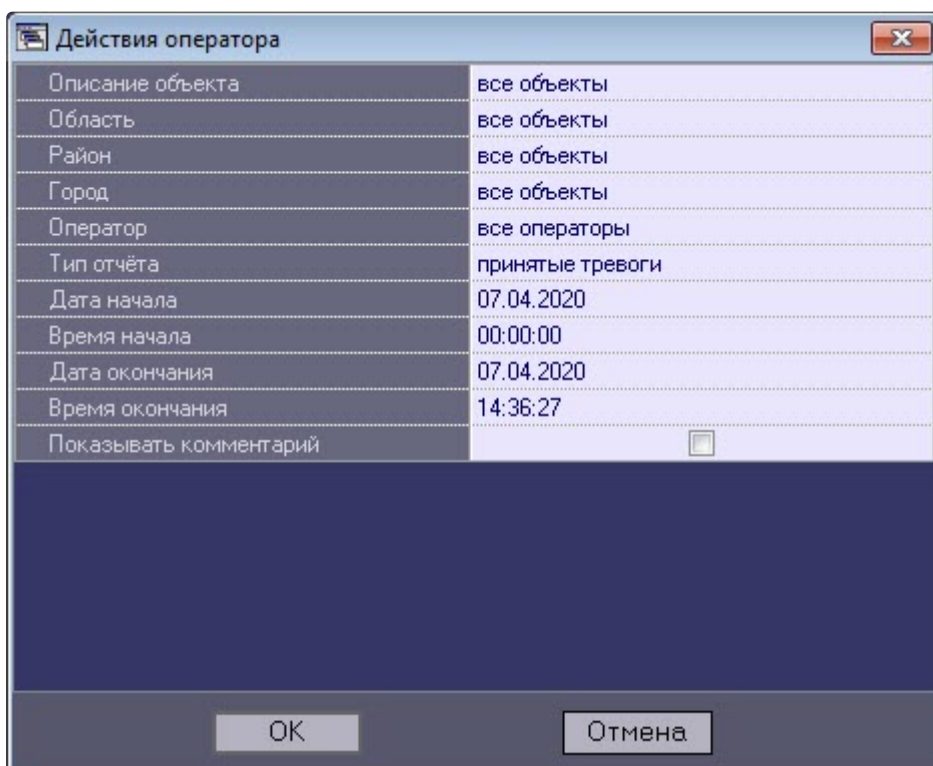 Действия оператора
Описание объекта все объекты
Область все объекты
Район все объекты
Город все объекты
Оператор все операторы
Тип отчёта принятые тревоги
Дата начала 07.04.2020
Время начала 00:00:00
Дата окончания 07.04.2020
Время окончания 14:36:27
Показывать комментарий
OK Отмена